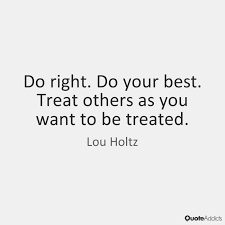 Do right. Do your best.
Treat others as you
want to be treated.
Lou Holtz
QuoteAddicts